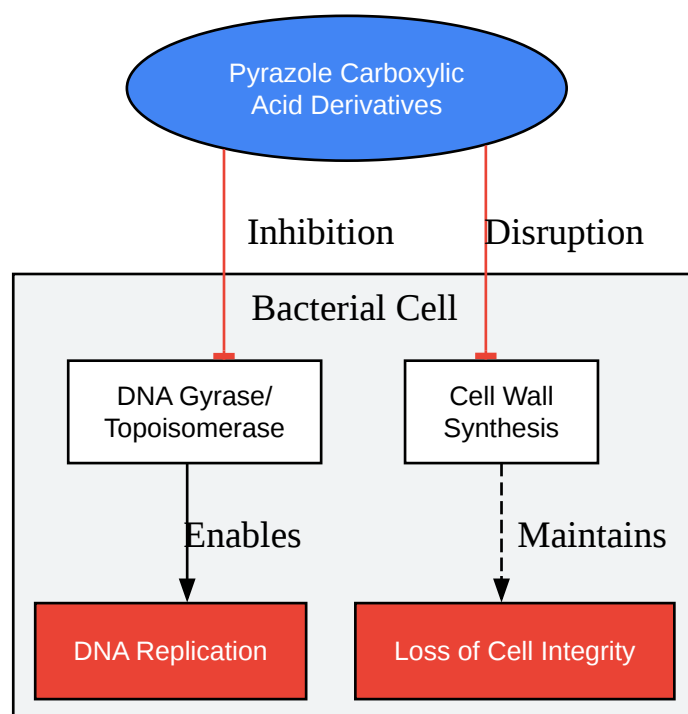 Pyrazole Carboxylic
Acid Derivatives
Inhibition
Disruption
Bacterial Cell
DNA Gyrase/
Topoisomerase
Cell Wall
Synthesis
Enables
Maintains
DNA Replication
Loss of Cell Integrity